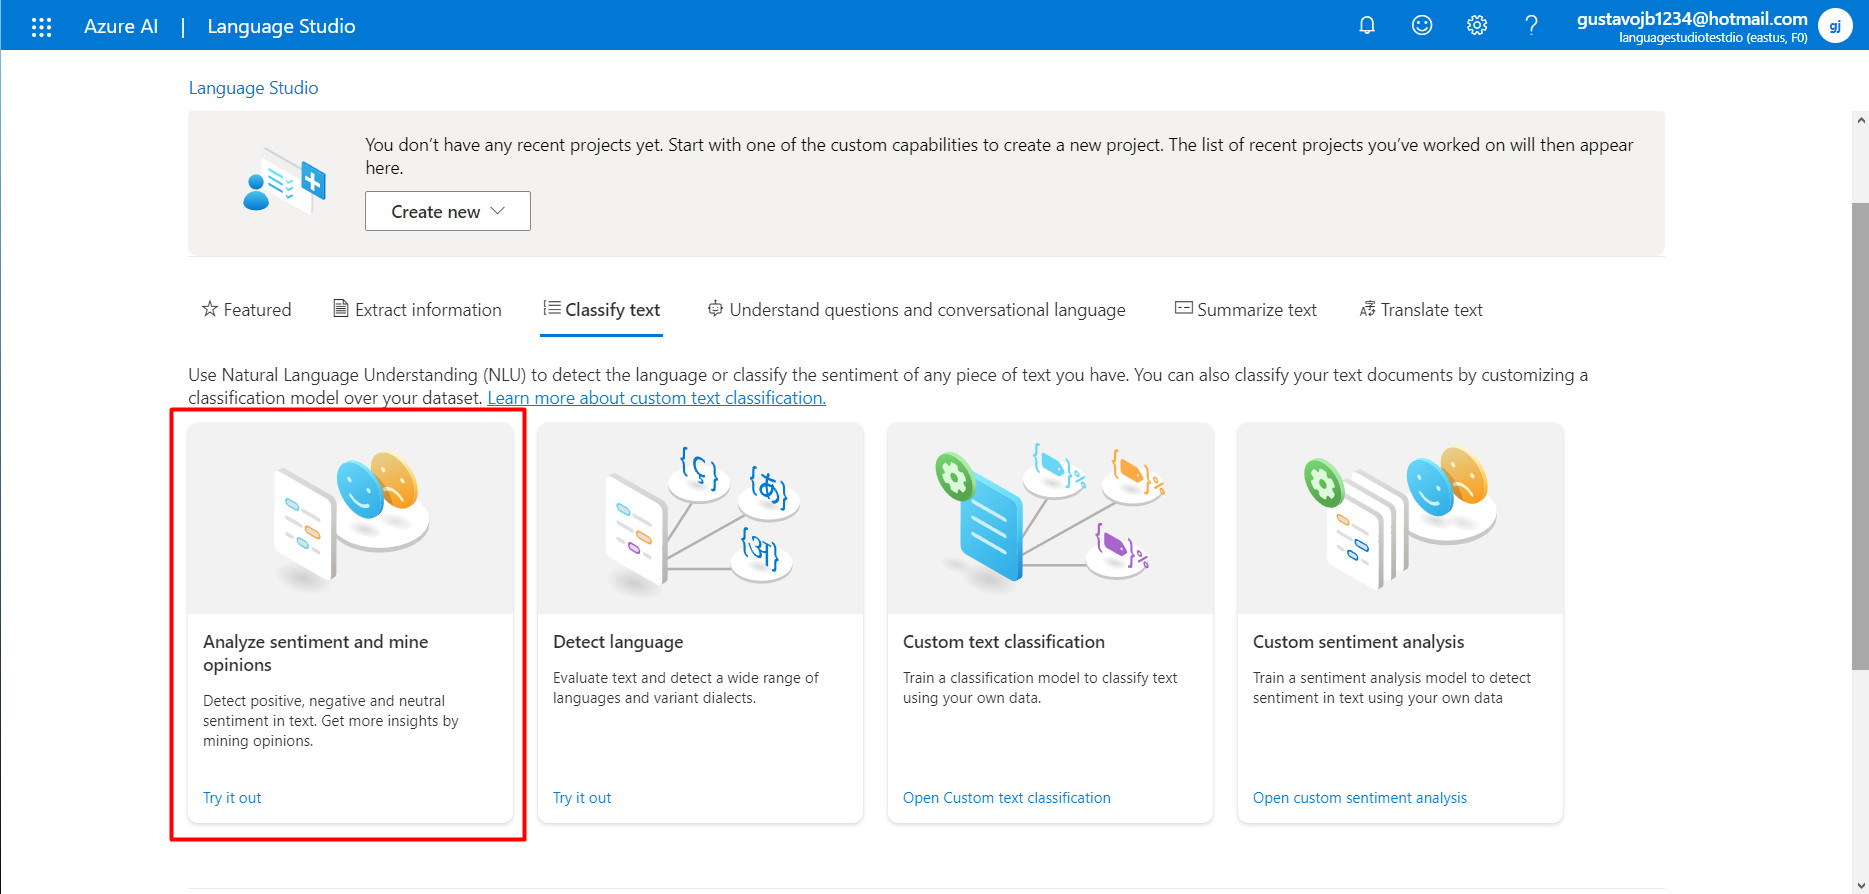 Azure AI | Language Studio
gustavojb1234@hotmail.com
languagestudiotestdio (eastus, F0)
gj
Language Studio
You don’t have any recent projects yet. Start with one of the custom capabilities to create a new project. The list of recent projects you’ve worked on will then appear
here.
Create new
Featured
Extract information
Classify text
Understand questions and conversational language
Summarize text
Translate text
Use Natural Language Understanding (NLU) to detect the language or classify the sentiment of any piece of text you have. You can also classify your text documents by customizing a
classification model over your dataset. Learn more about custom text classification.
Analyze sentiment and mine
opinions
Detect positive, negative and neutral
sentiment in text. Get more insights by
mining opinions.
Try it out
{ç}
{あ}
{अ}
Detect language
Evaluate text and detect a wide range of
languages and variant dialects.
Try it out
Custom text classification
Train a classification model to classify text
using your own data.
Open Custom text classification
Custom sentiment analysis
Train a sentiment analysis model to detect
sentiment in text using your own data
Open custom sentiment analysis